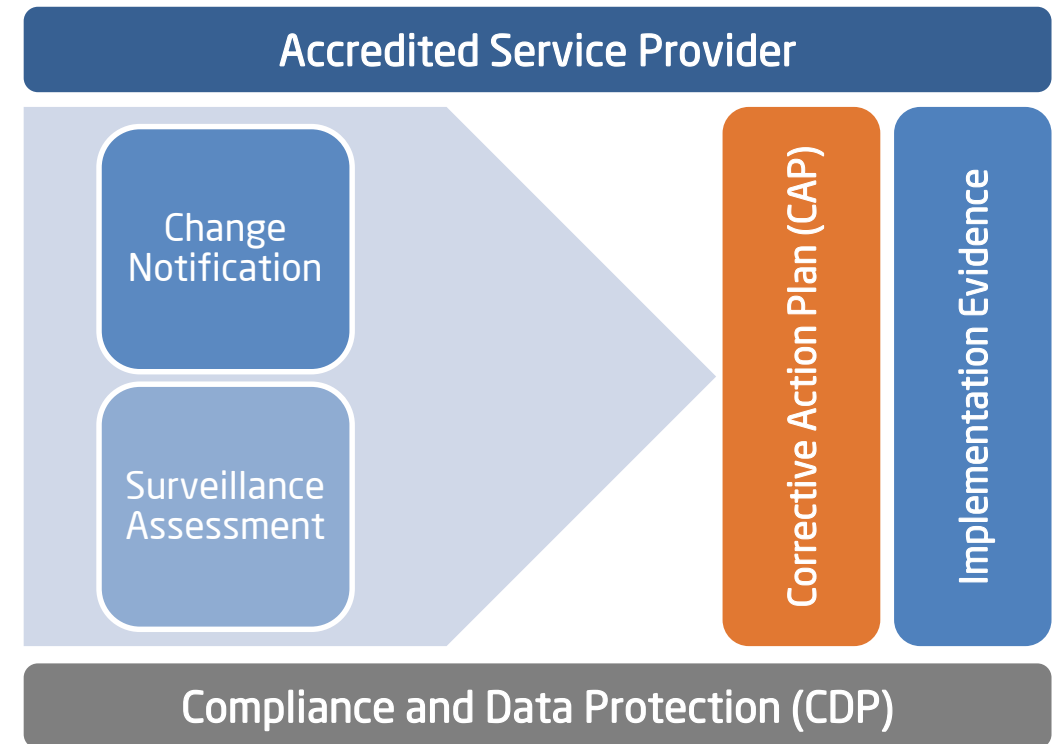 Accredited Service Provider
Change
Notification
Surveillance
Assessment
Corrective Action Plan (CAP)
Implementation Evidence
Compliance and Data Protection (CDP)